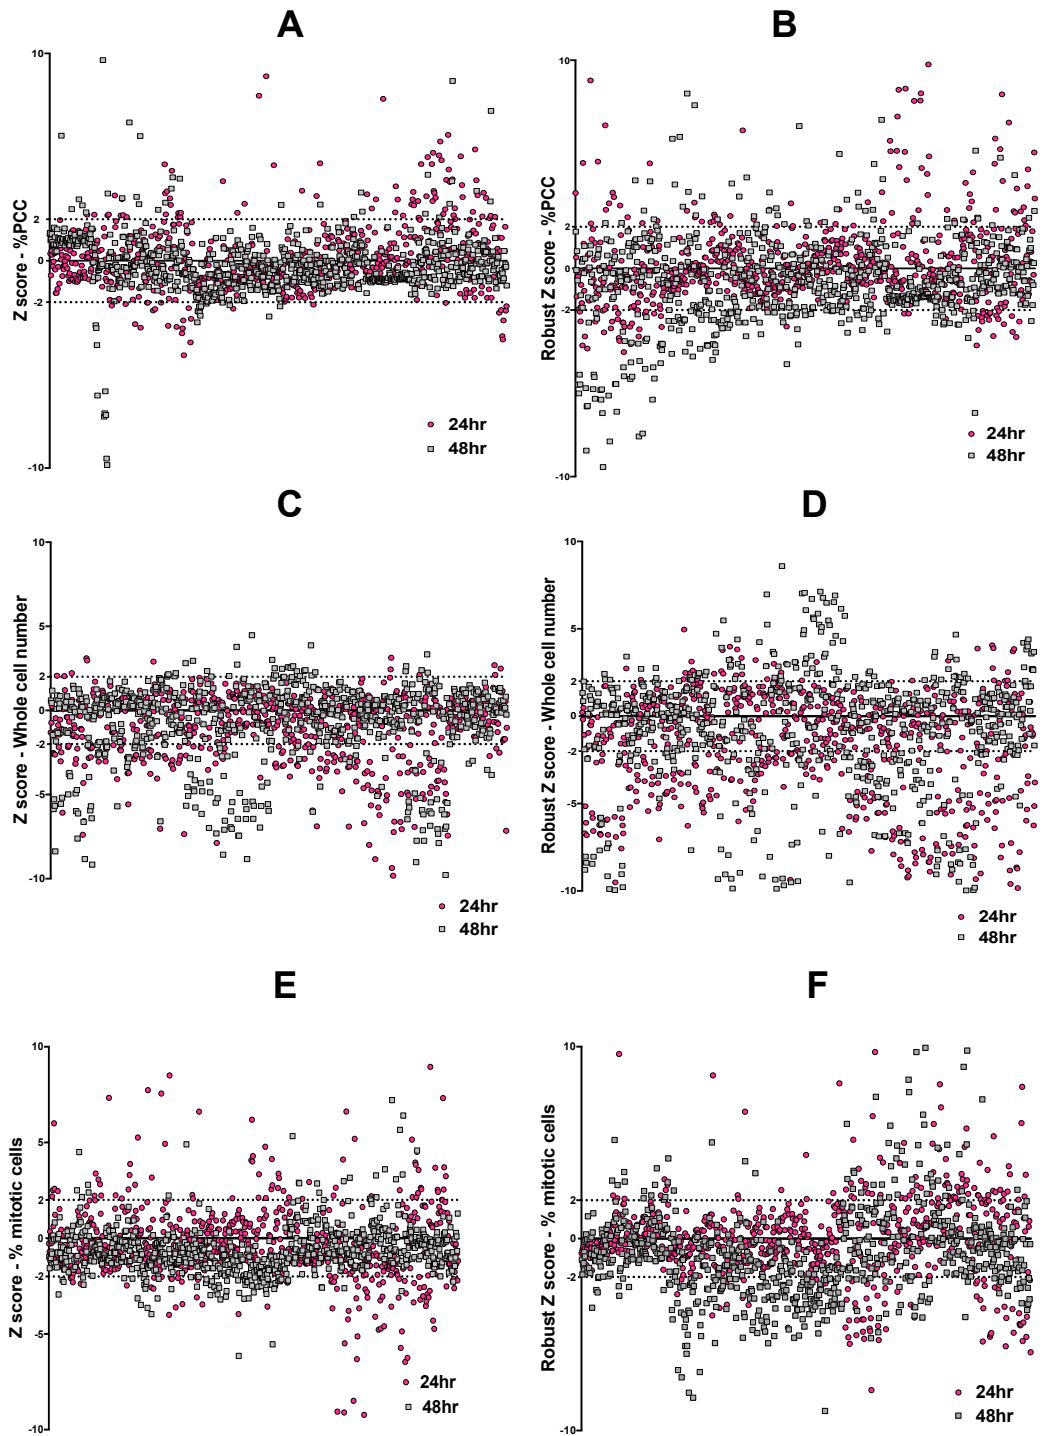 A
B
10
2
0
-2
-10
Z score - %PCC
24hr
48hr
10
2
0
-2
-10
Robust Z score - %PCC
24hr
48hr
C
D
10
5
2
0
-2
-5
-10
Z score - Whole cell number
24hr
48hr
10
5
2
0
-2
-5
-10
Robust Z score - Whole cell number
24hr
48hr
E
F
10
5
2
0
-2
-5
-10
Z score - % mitotic cells
24hr
48hr
10
5
2
0
-2
-5
-10
Robust Z score - % mitotic cells
24hr
48hr